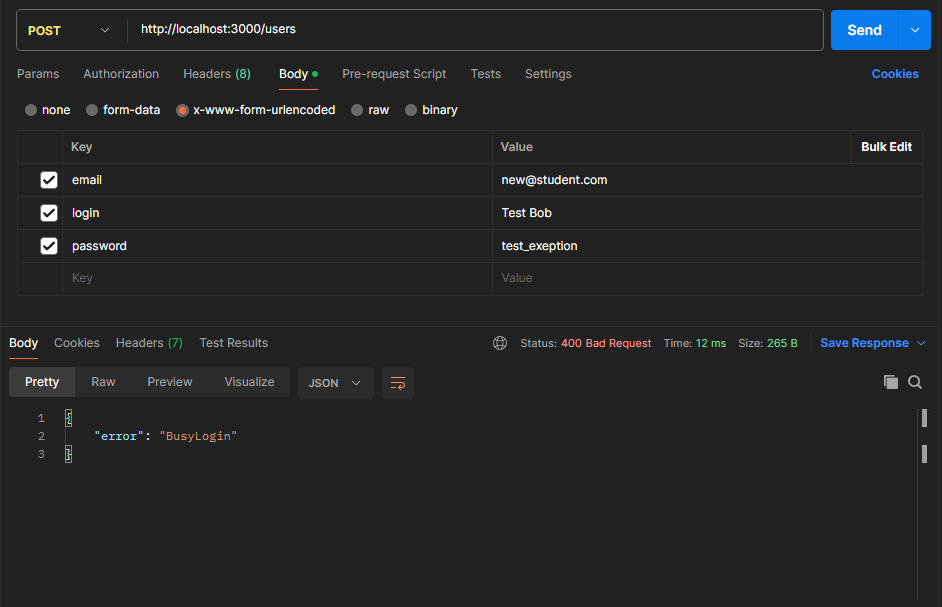 POST http://localhost:3000/users Send
Params Authorization Headers (8) Body Pre-request Script Tests Settings Cookies
none form-data x-www-form-urlencoded raw binary
Key Value Bulk Edit
email new@student.com
login Test Bob
password test_exeption
Key Value
Body Cookies Headers (7) Test Results Status: 400 Bad Request Time: 12 ms Size: 265 B Save Response
Pretty Raw Preview Visualize JSON
1 {
2 "error": "BusyLogin"
3 }